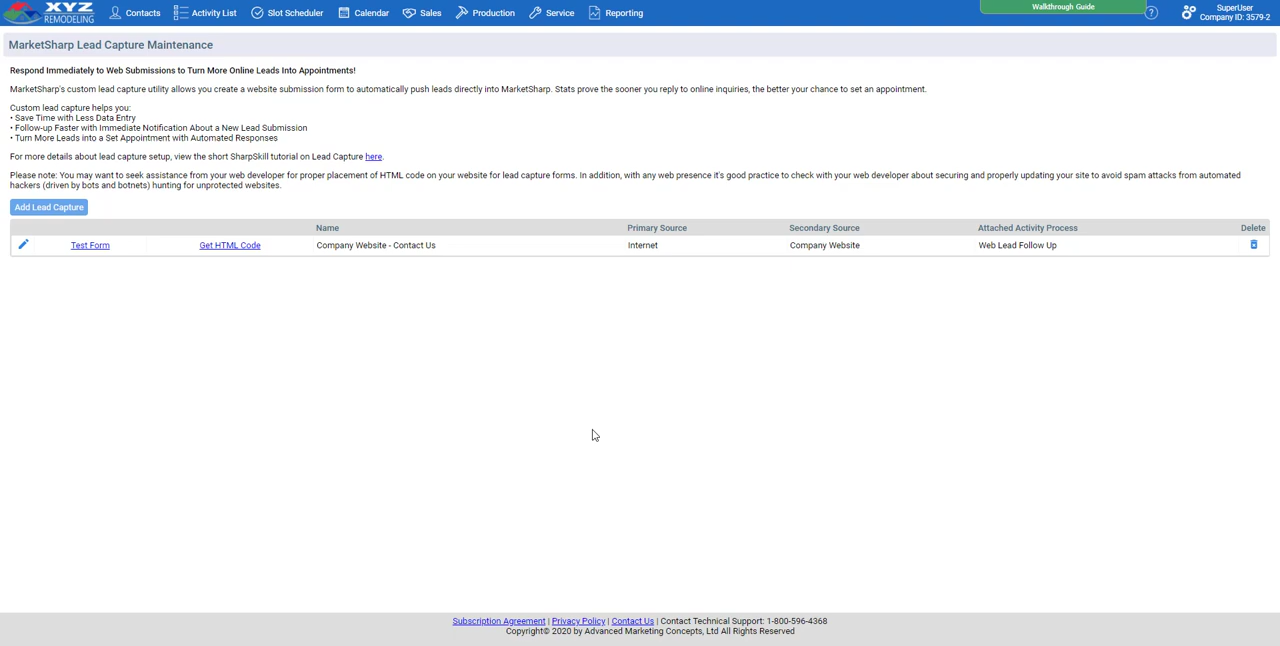 XYZ REMODELING Contacts Activity List Slot Scheduler Calendar Sales Production Service Reporting Walkthrough Guide ? SuperUser
Company ID: 3579-2
MarketSharp Lead Capture Maintenance
Respond Immediately to Web Submissions to Turn More Online Leads Into Appointments!
MarketSharp's custom lead capture utility allows you create a website submission form to automatically push leads directly into MarketSharp. Stats prove the sooner you reply to online inquiries, the better your chance to set an appointment.
Custom lead capture helps you:
• Save Time with Less Data Entry
• Follow-up Faster with Immediate Notification About a New Lead Submission
• Turn More Leads into a Set Appointment with Automated Responses
For more details about lead capture setup, view the short SharpSkill tutorial on Lead Capture here.
Please note: You may want to seek assistance from your web developer for proper placement of HTML code on your website for lead capture forms. In addition, with any web presence it's good practice to check with your web developer about securing and properly updating your site to avoid spam attacks from automated
hackers (driven by bots and botnets) hunting for unprotected websites.
Add Lead Capture
Name Primary Source Secondary Source Attached Activity Process Delete
Test Form Get HTML Code Company Website - Contact Us Internet Company Website Web Lead Follow Up
Subscription Agreement | Privacy Policy | Contact Us | Contact Technical Support: 1-800-596-4368
Copyright© 2020 by Advanced Marketing Concepts, Ltd All Rights Reserved